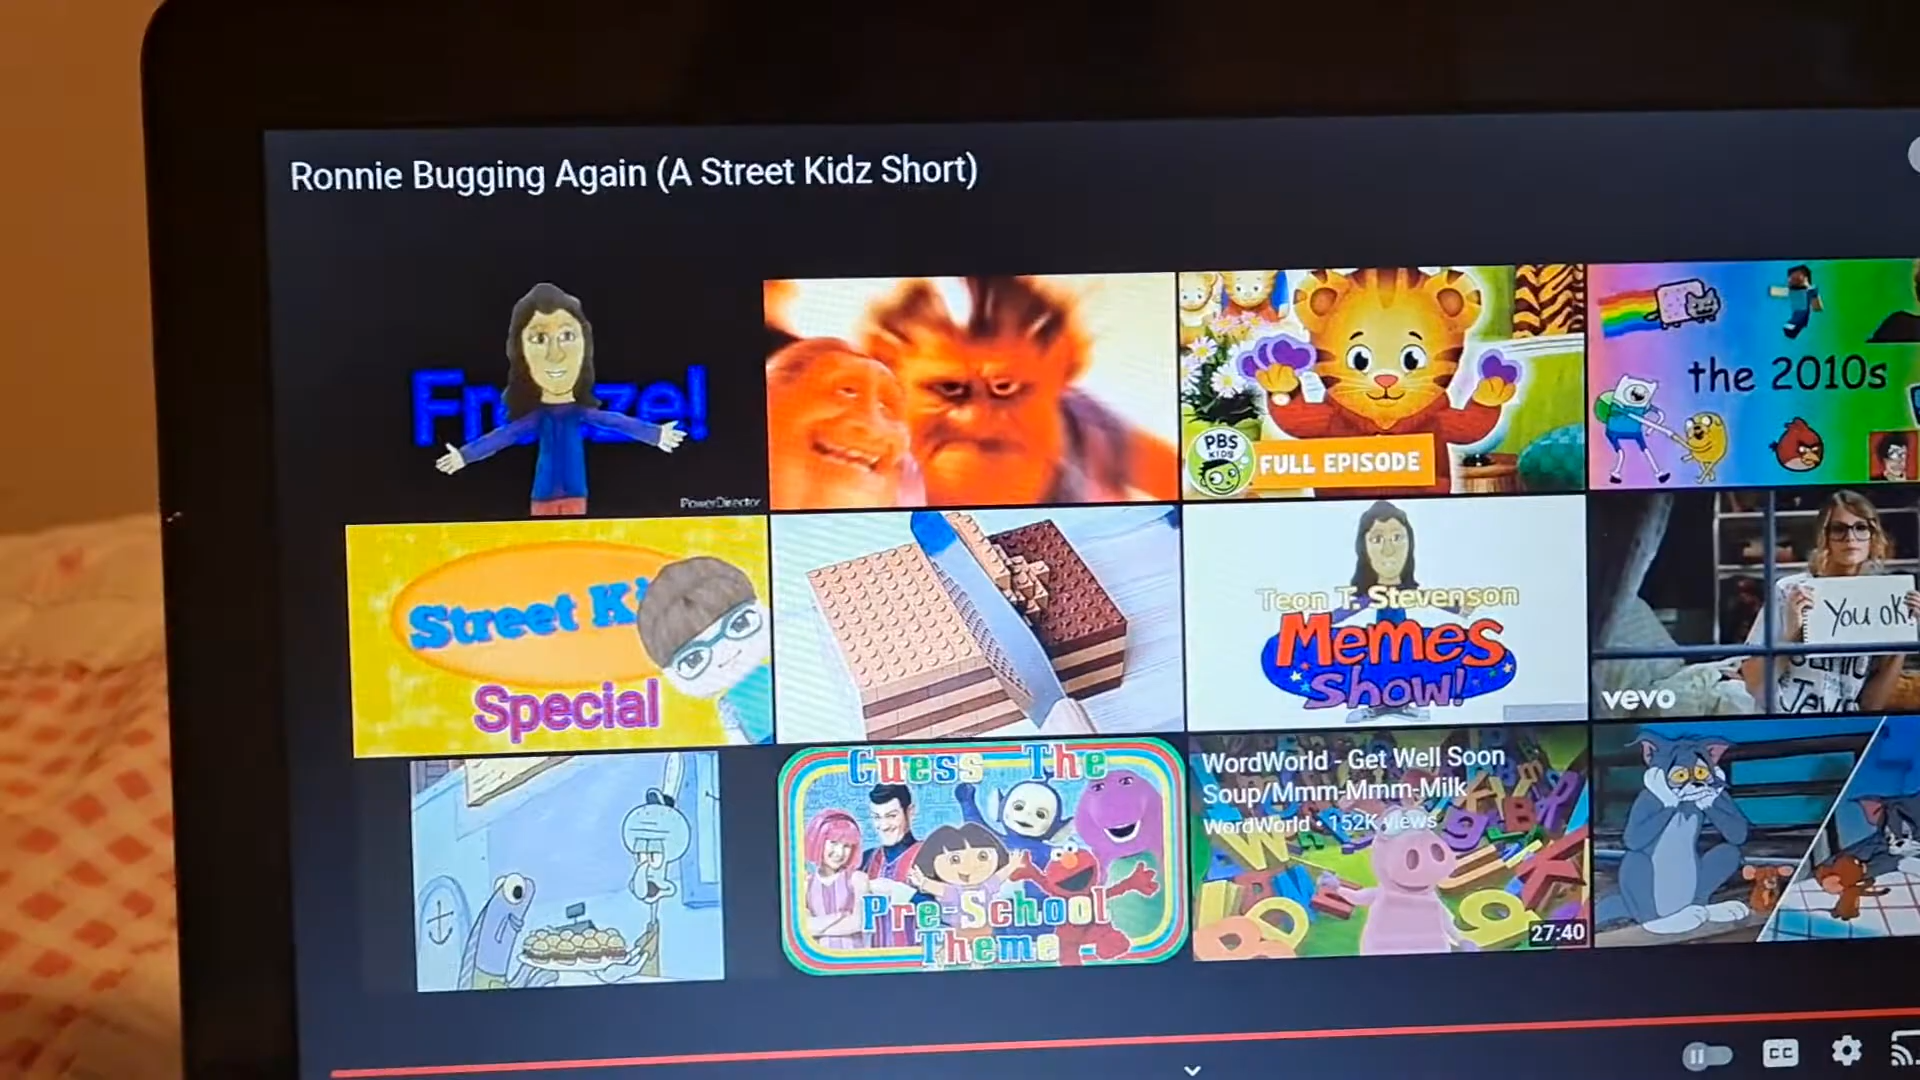 Ronnie Bugging Again (A Street Kidz Short)
PowerDirector
PBS
KIDS
FULL EPISODE
the 2010s
Street Ki
Special
Teon T. Stevenson
Memes
Show!
You ok?
vevo
Guess The
Pre-School
Theme -
WordWorld - Get Well Soon
Soup/Mmm-Mmm-Milk
WordWorld • 152K views
27:40
CC